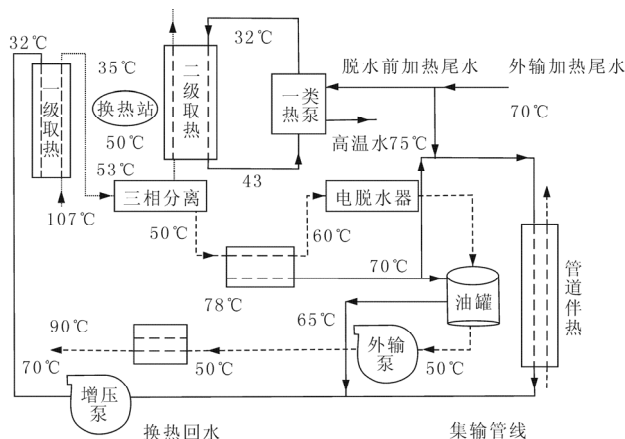 32℃
35℃
32℃
脱水前加热尾水
外输加热尾水
一级取热
换热站
二级取热
一类热泵
70℃
50℃
高温水75℃
53℃
43
三相分离
107℃
50℃
60℃
电脱水器
78℃
70℃
油罐
管道伴热
65℃
90℃
70℃
50℃
外输泵
50℃
增压泵
换热回水
集输管线